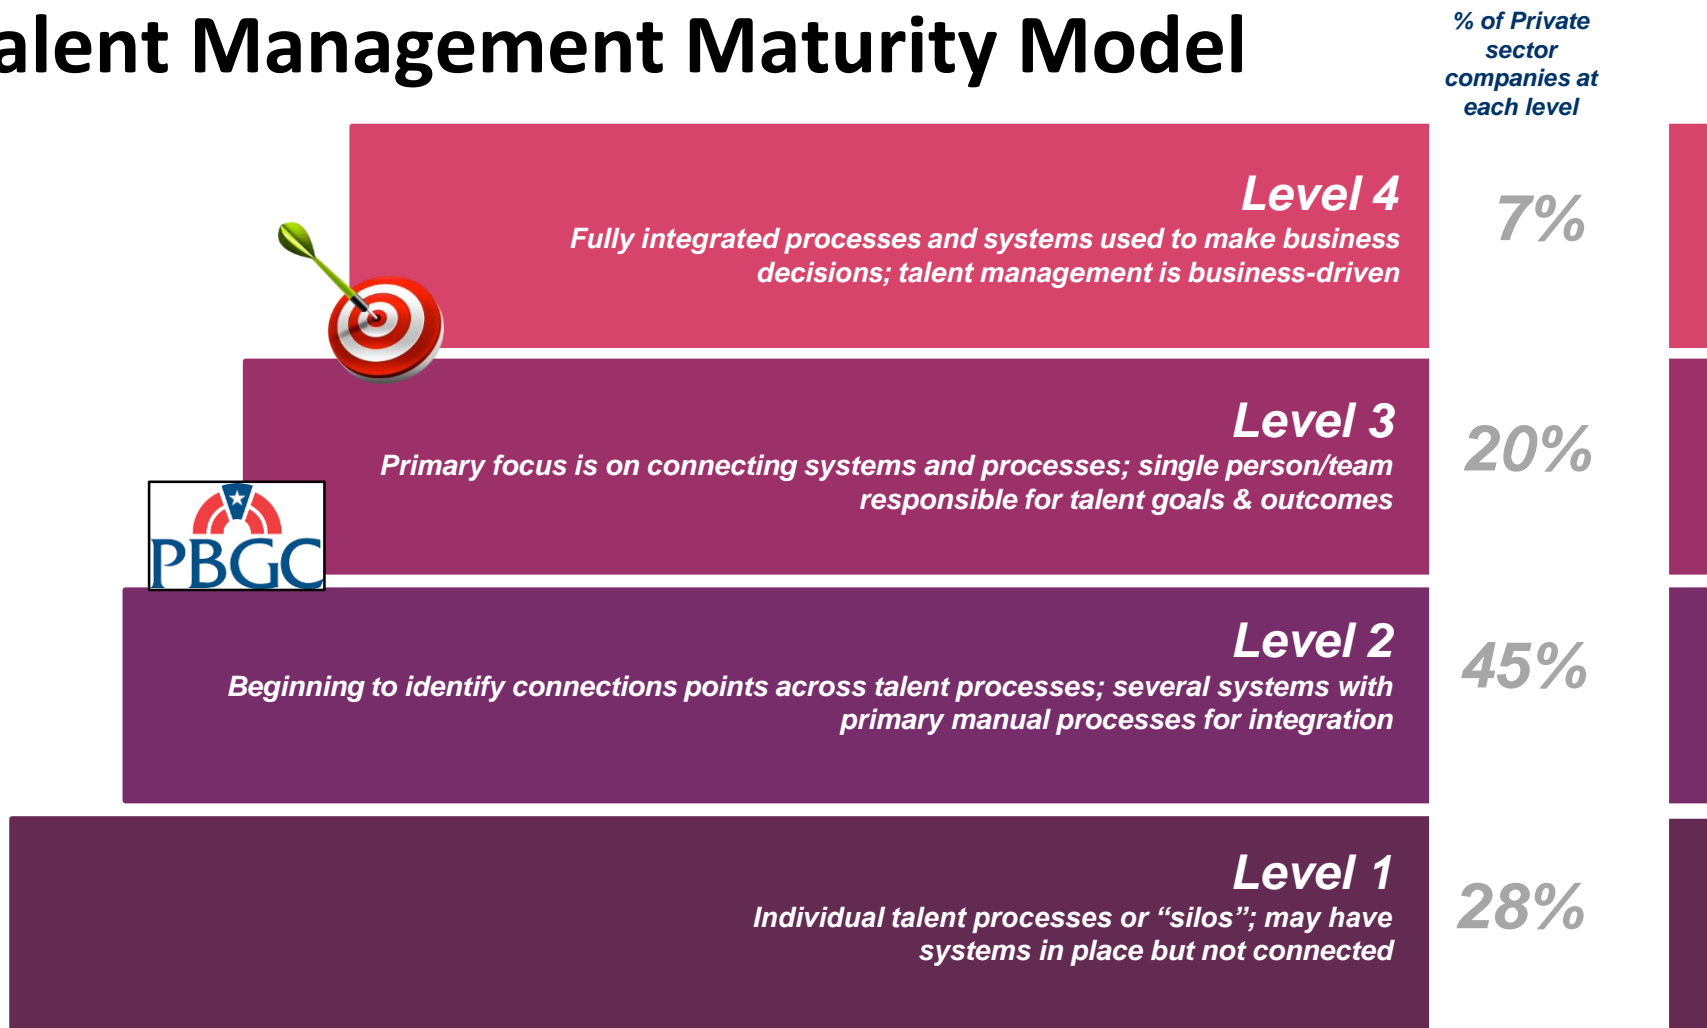 alent Management Maturity Model
% of Private
sector
companies at
each level
Level 4
Fully integrated processes and systems used to make business
decisions; talent management is business-driven
7%
Level 3
Primary focus is on connecting systems and processes; single person/team
responsible for talent goals & outcomes
20%
PBGC
Level 2
Beginning to identify connections points across talent processes; several systems with
primary manual processes for integration
45%
Level 1
Individual talent processes or “silos”; may have
systems in place but not connected
28%